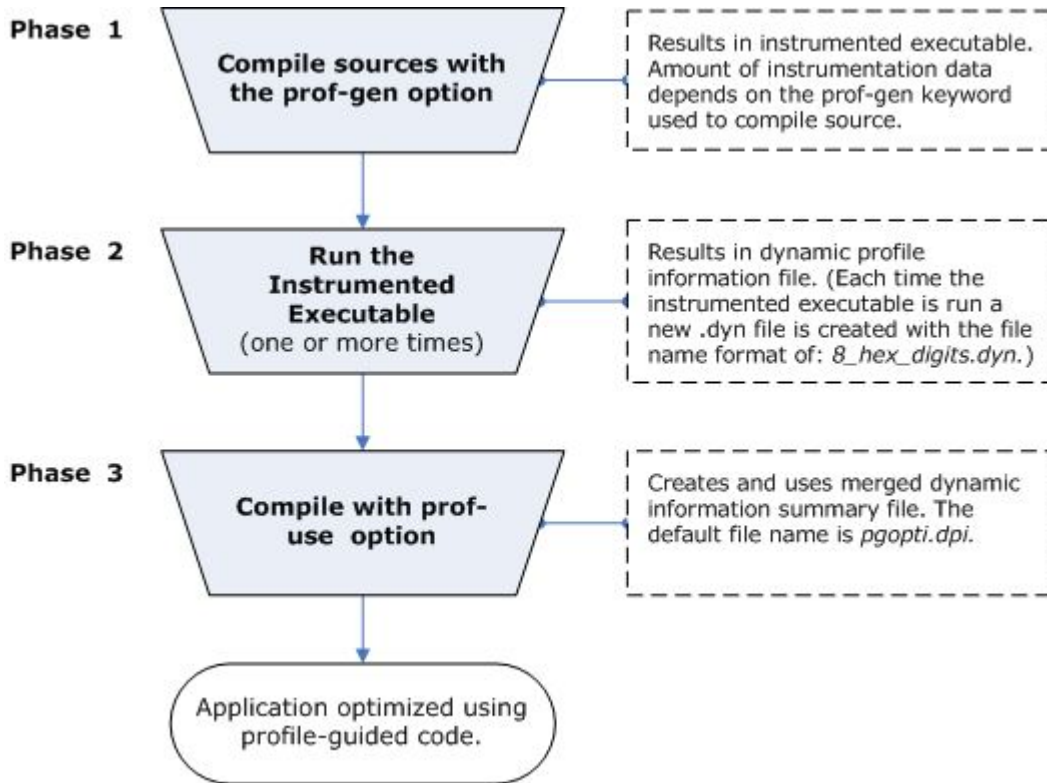 Phase 1
Compile sources with
the prof-gen option
Results in instrumented executable.
Amount of instrumentation data
depends on the prof-gen keyword
used to compile source.
Phase 2
Run the
Instrumented
Executable
(one or more times)
Results in dynamic profile
information file. (Each time the
instrumented executable is run a
new .dyn file is created with the file
name format of: 8_hex_digits.dyn.)
Phase 3
Compile with prof-
use option
Creates and uses merged dynamic
information summary file. The
default file name is pgopti.dpi.
Application optimized using
profile-guided code.